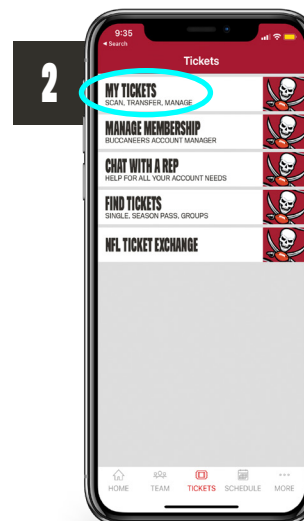 2
9:35
◄ Search
Tickets
MY TICKETS
SCAN, TRANSFER, MANAGE
MANAGE MEMBERSHIP
BUCCANEERS ACCOUNT MANAGER
CHAT WITH A REP
HELP FOR ALL YOUR ACCOUNT NEEDS
FIND TICKETS
SINGLE, SEASON PASS, GROUPS
NFL TICKET EXCHANGE
HOME TEAM TICKETS SCHEDULE MORE